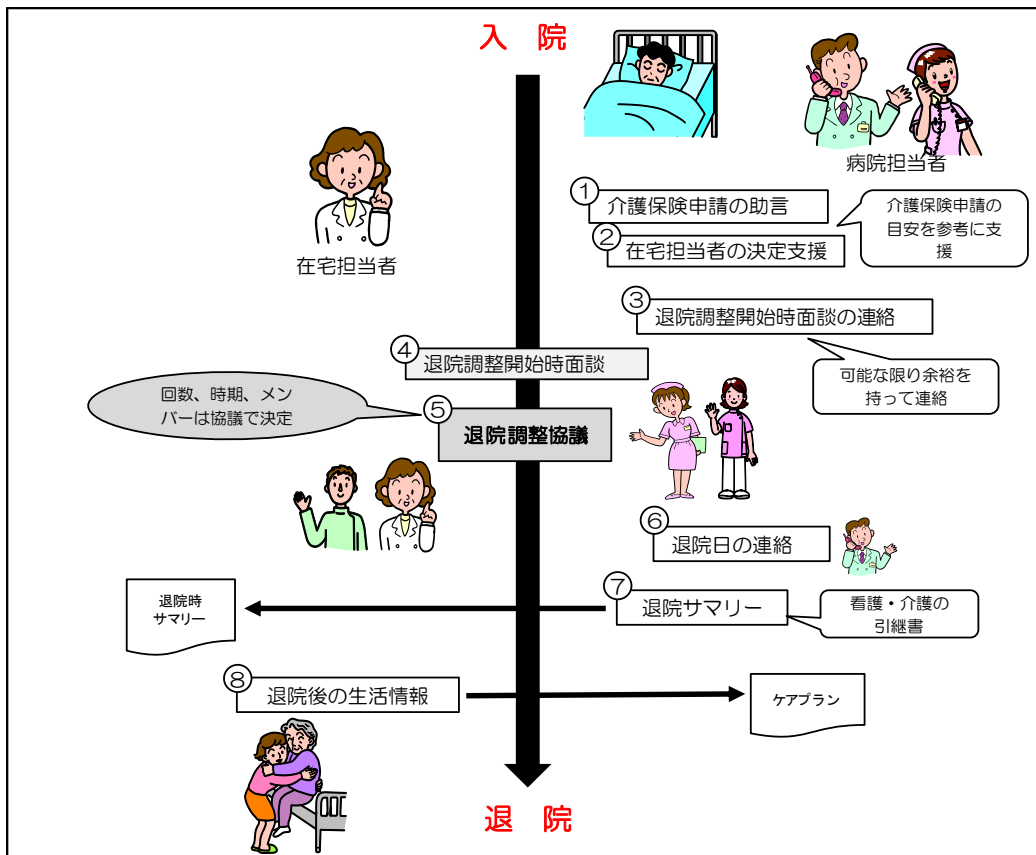 入 院
病院担当者
在宅担当者
①
介護保険申請の助言
介護保険申請の
目安を参考に支
援
②
在宅担当者の決定支援
③
退院調整開始時面談の連絡
可能な限り余裕を
持って連絡
④
退院調整開始時面談
回数、時期、メン
バーは協議で決定
⑤
退院調整協議
⑥
退院日の連絡
⑦
退院サマリー
看護・介護の
引継書
退院時
サマリー
⑧
退院後の生活情報
ケアプラン
退 院